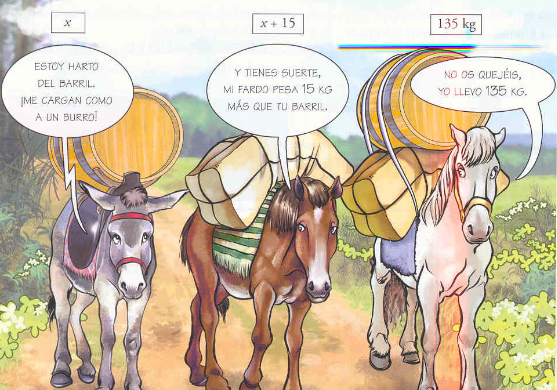 x
x + 15
135 kg
ESTOY HARTO
DEL BARRIL.
¡ME CARGAN COMO
A UN BURRO!
Y TIENES SUERTE,
MI FARDO PESA 15 KG
MÁS QUE TU BARRIL.
NO OS QUEJÉIS,
YO LLEVO 135 KG.